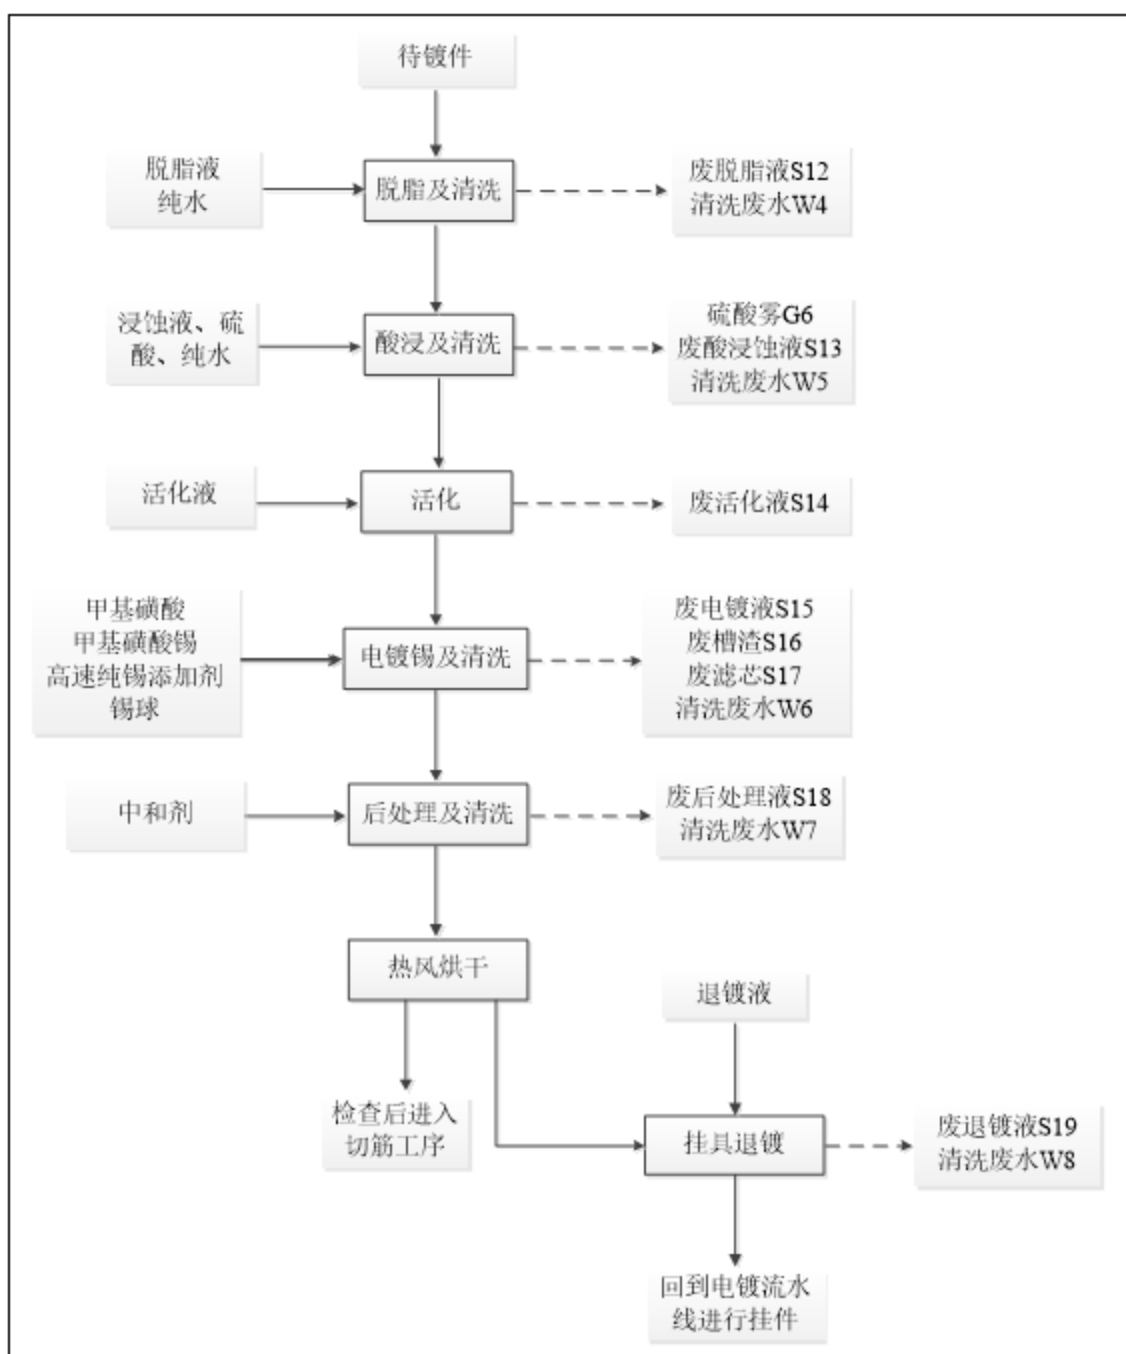 待镀件
脱脂液
纯水
脱脂及清洗
废脱脂液S12
清洗废水W4
浸蚀液、硫
酸、纯水
酸浸及清洗
硫酸雾G6
废酸浸蚀液S13
清洗废水W5
活化液
活化
废活化液S14
甲基磺酸
甲基磺酸锡
高速纯锡添加剂
锡球
电镀锡及清洗
废电镀液S15
废槽渣S16
废滤芯S17
清洗废水W6
中和剂
后处理及清洗
废后处理液S18
清洗废水W7
热风烘干
退镀液
检查后进入
切筋工序
挂具退镀
废退镀液S19
清洗废水W8
回到电镀流水
线进行挂件